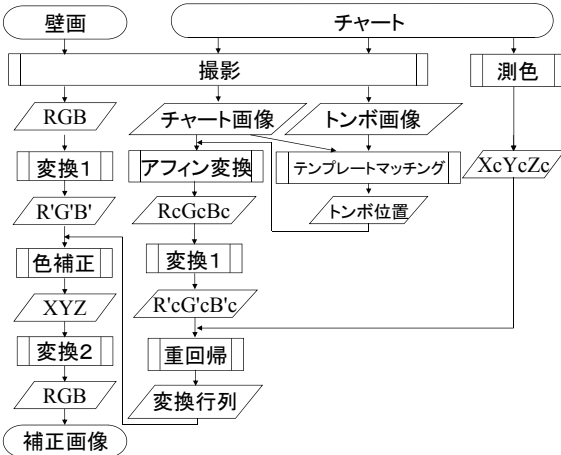 壁画
チャート
撮影
測色
RGB
チャート画像
トンボ画像
変換1
アフィン変換
テンプレートマッチング
XcYcZc
R'G'B'
RcGcBc
トンボ位置
色補正
変換1
XYZ
R'cG'cB'c
変換2
重回帰
RGB
変換行列
補正画像